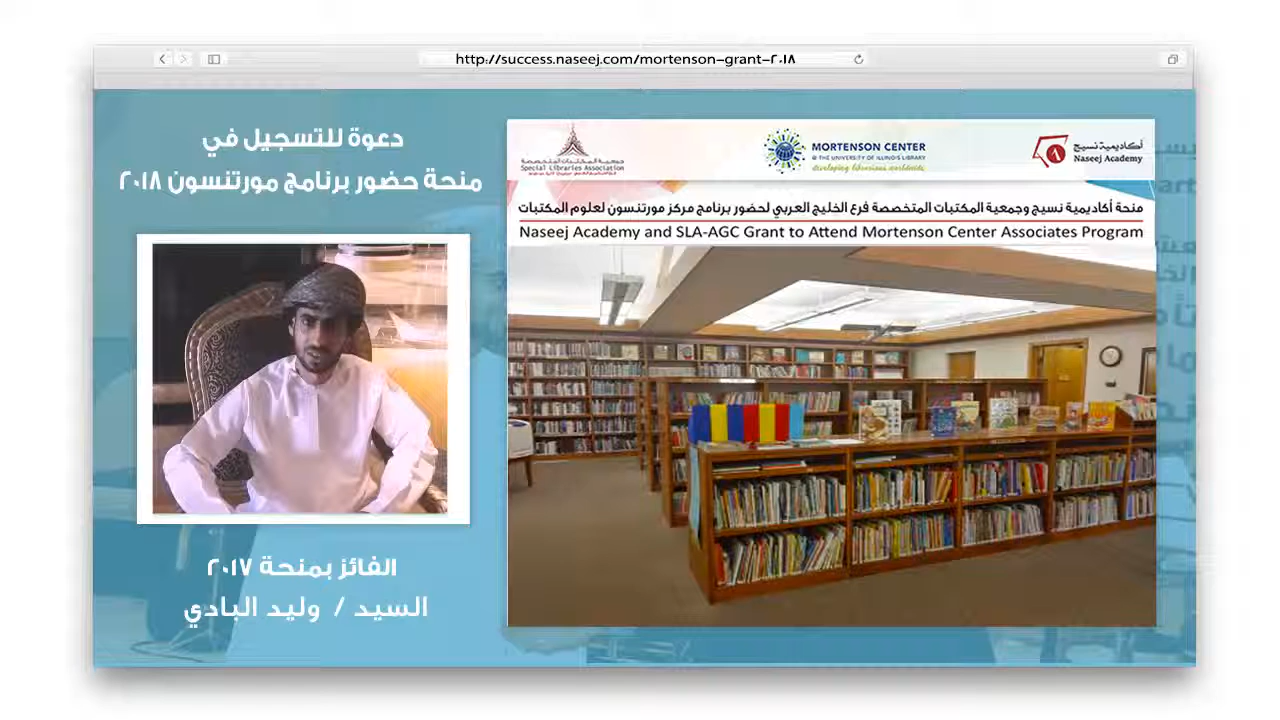 http://success.naseej.com/mortenson-grant-٢٠١٨
دعوة للتسجيل في
منحة حضور برنامج مورتنسون ٢٠١٨
الفائز بمنحة ٢٠١٧
السيد / وليد البادي
جمعية المكتبات المتخصصة
Special Libraries Association
MORTENSON CENTER
@ THE UNIVERSITY OF ILLINOIS LIBRARY
developing librarians worldwide
أكاديمية نسيج
Naseej Academy
منحة أكاديمية نسيج وجمعية المكتبات المتخصصة فرع الخليج العربي لحضور برنامج مركز مورتنسون لعلوم المكتبات
Naseej Academy and SLA-AGC Grant to Attend Mortenson Center Associates Program